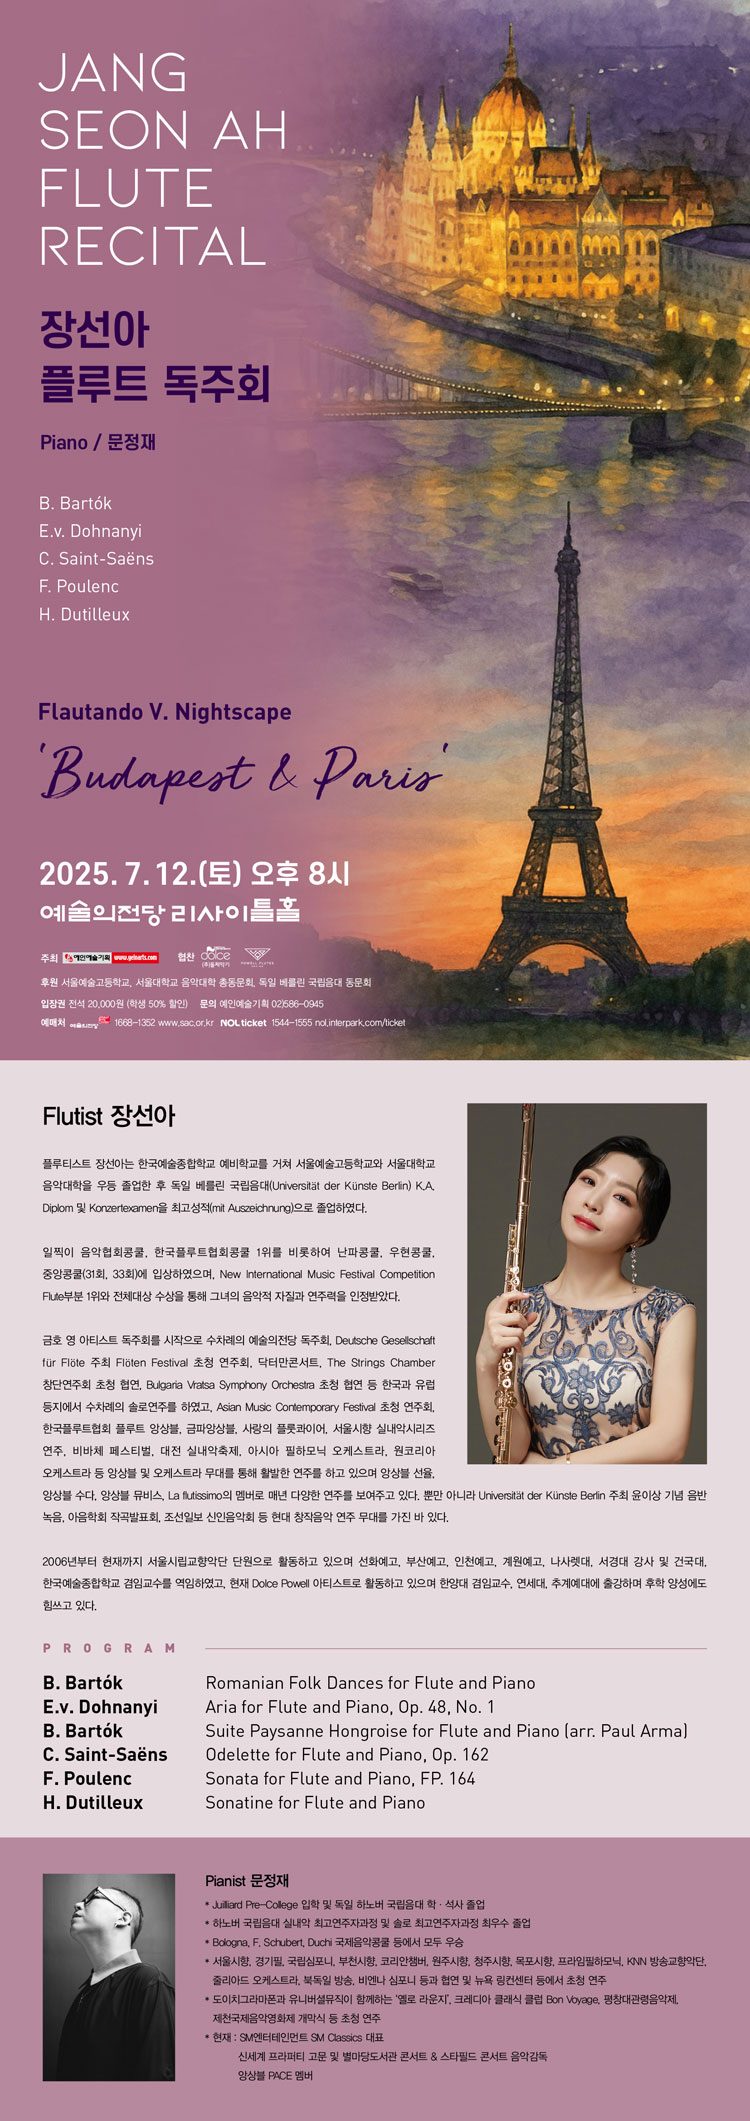 JANG
SEON AH
FLUTE
RECITAL
장선아
플루트 독주회
Piano / 문정재
B. Bartók
E.v. Dohnanyi
C. Saint-Saëns
F. Poulenc
H. Dutilleux
Flautando V. Nightscape
'Budapest & Paris'
2025. 7. 12.(토) 오후 8시
예술의전당 리사이틀홀
주최 예인예술기획 www.yeinarts.com 협찬 dolce (주)돌체악기 POWELL FLUTES
후원 서울예술고등학교, 서울대학교 음악대학 총동문회, 독일 베를린 국립음대 동문회
입장권 전석 20,000원 (학생 50% 할인) 문의 예인예술기획 02)586-0945
예매처 예술의전당 1668-1352 www.sac.or.kr NOL ticket 1544-1555 nol.interpark.com/ticket
Flutist 장선아
플루티스트 장선아는 한국예술종합학교 예비학교를 거쳐 서울예술고등학교와 서울대학교
음악대학을 우등 졸업한 후 독일 베를린 국립음대(Universität der Künste Berlin) K.A,
Diplom 및 Konzertexamen을 최고성적(mit Auszeichnung)으로 졸업하였다.
일찍이 음악협회콩쿨, 한국플루트협회콩쿨 1위를 비롯하여 난파콩쿨, 우현콩쿨,
중앙콩쿨(31회, 33회)에 입상하였으며, New International Music Festival Competition
Flute부분 1위와 전체대상 수상을 통해 그녀의 음악적 자질과 연주력을 인정받았다.
금호 영 아티스트 독주회를 시작으로 수차례의 예술의전당 독주회, Deutsche Gesellschaft
für Flöte 주최 Flöten Festival 초청 연주회, 닥터만콘서트, The Strings Chamber
창단연주회 초청 협연, Bulgaria Vratsa Symphony Orchestra 초청 협연 등 한국과 유럽
등지에서 수차례의 솔로연주를 하였고, Asian Music Contemporary Festival 초청 연주회,
한국플루트협회 플루트 앙상블, 금파앙상블, 사랑의 플룻콰이어, 서울시향 실내악시리즈
연주, 비바체 페스티벌, 대전 실내악축제, 아시아 필하모닉 오케스트라, 원코리아
오케스트라 등 앙상블 및 오케스트라 무대를 통해 활발한 연주를 하고 있으며 앙상블 선율,
앙상블 수다, 앙상블 뮤비스, La flutissimo의 멤버로 매년 다양한 연주를 보여주고 있다. 뿐만 아니라 Universität der Künste Berlin 주최 윤이상 기념 음반
녹음, 아음학회 작곡발표회, 조선일보 신인음악회 등 현대 창작음악 연주 무대를 가진 바 있다.
2006년부터 현재까지 서울시립교향악단 단원으로 활동하고 있으며 선화예고, 부산예고, 인천예고, 계원예고, 나사렛대, 서경대 강사 및 건국대,
한국예술종합학교 겸임교수를 역임하였고, 현재 Dolce Powell 아티스트로 활동하고 있으며 한양대 겸임교수, 연세대, 추계예대에 출강하며 후학 양성에도
힘쓰고 있다.
PROGRAM
B. Bartók Romanian Folk Dances for Flute and Piano
E.v. Dohnanyi Aria for Flute and Piano, Op. 48, No. 1
B. Bartók Suite Paysanne Hongroise for Flute and Piano (arr. Paul Arma)
C. Saint-Saëns Odelette for Flute and Piano, Op. 162
F. Poulenc Sonata for Flute and Piano, FP. 164
H. Dutilleux Sonatine for Flute and Piano
Pianist 문정재
* Juilliard Pre-College 입학 및 독일 하노버 국립음대 학 · 석사 졸업
* 하노버 국립음대 실내악 최고연주자과정 및 솔로 최고연주자과정 최우수 졸업
* Bologna, F. Schubert, Duchi 국제음악콩쿨 등에서 모두 우승
* 서울시향, 경기필, 국립심포니, 부천시향, 코리안챔버, 원주시향, 청주시향, 목포시향, 프라임필하모닉, KNN 방송교향악단,
줄리아드 오케스트라, 북독일 방송, 비엔나 심포니 등과 협연 및 뉴욕 링컨센터 등에서 초청 연주
* 도이치그라마폰과 유니버셜뮤직이 함께하는 '옐로 라운지', 크레디아 클래식 클럽 Bon Voyage, 평창대관령음악제,
제천국제음악영화제 개막식 등 초청 연주
* 현재 : SM엔터테인먼트 SM Classics 대표
신세계 프라퍼티 고문 및 별마당도서관 콘서트 & 스타필드 콘서트 음악감독
앙상블 PACE 멤버